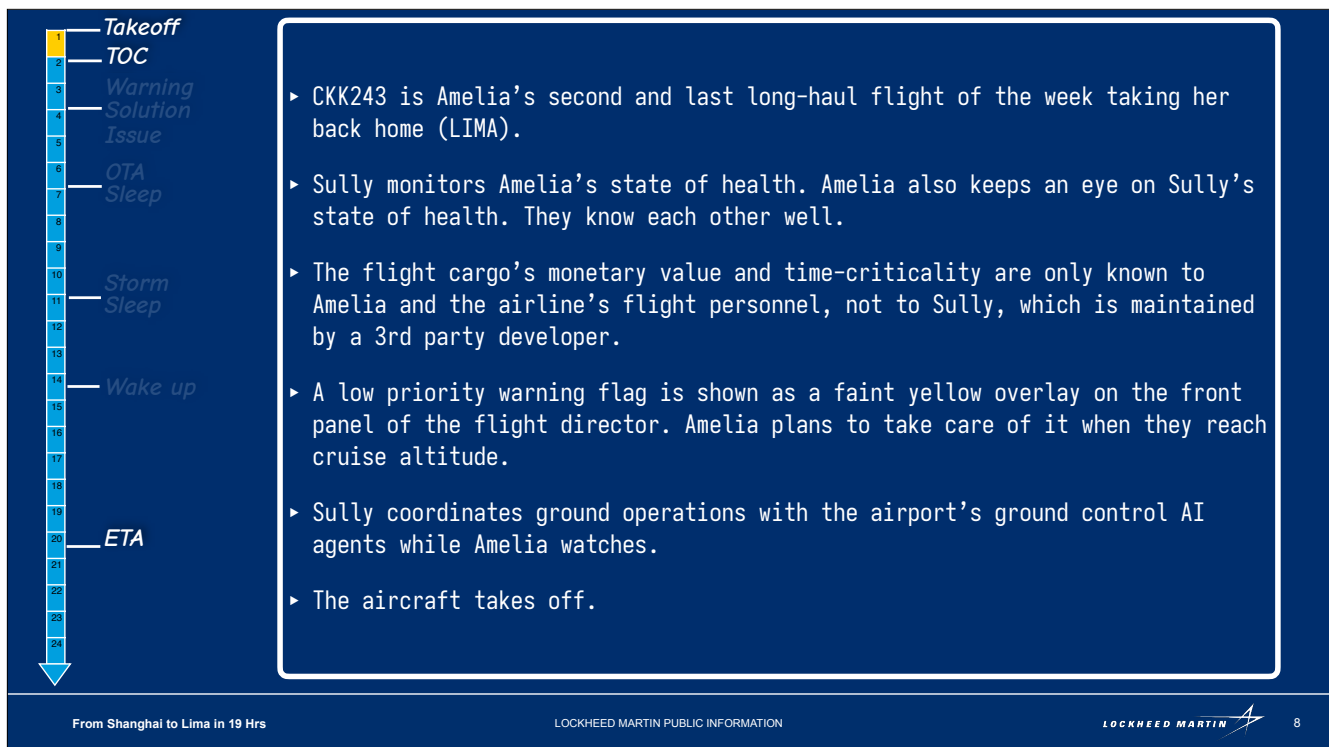 Takeoff
TOC
Warning
Solution
Issue
OTA
Sleep
Storm
Sleep
Wake up
ETA
1
2
3
4
5
6
7
8
9
10
11
12
13
14
15
16
17
18
19
20
21
22
23
24
▸ CKK243 is Amelia’s second and last long-haul flight of the week taking her
back home (LIMA).
▸ Sully monitors Amelia’s state of health. Amelia also keeps an eye on Sully’s
state of health. They know each other well.
▸ The flight cargo’s monetary value and time-criticality are only known to
Amelia and the airline’s flight personnel, not to Sully, which is maintained
by a 3rd party developer.
▸ A low priority warning flag is shown as a faint yellow overlay on the front
panel of the flight director. Amelia plans to take care of it when they reach
cruise altitude.
▸ Sully coordinates ground operations with the airport’s ground control AI
agents while Amelia watches.
▸ The aircraft takes off.
From Shanghai to Lima in 19 Hrs
LOCKHEED MARTIN PUBLIC INFORMATION
LOCKHEED MARTIN
8